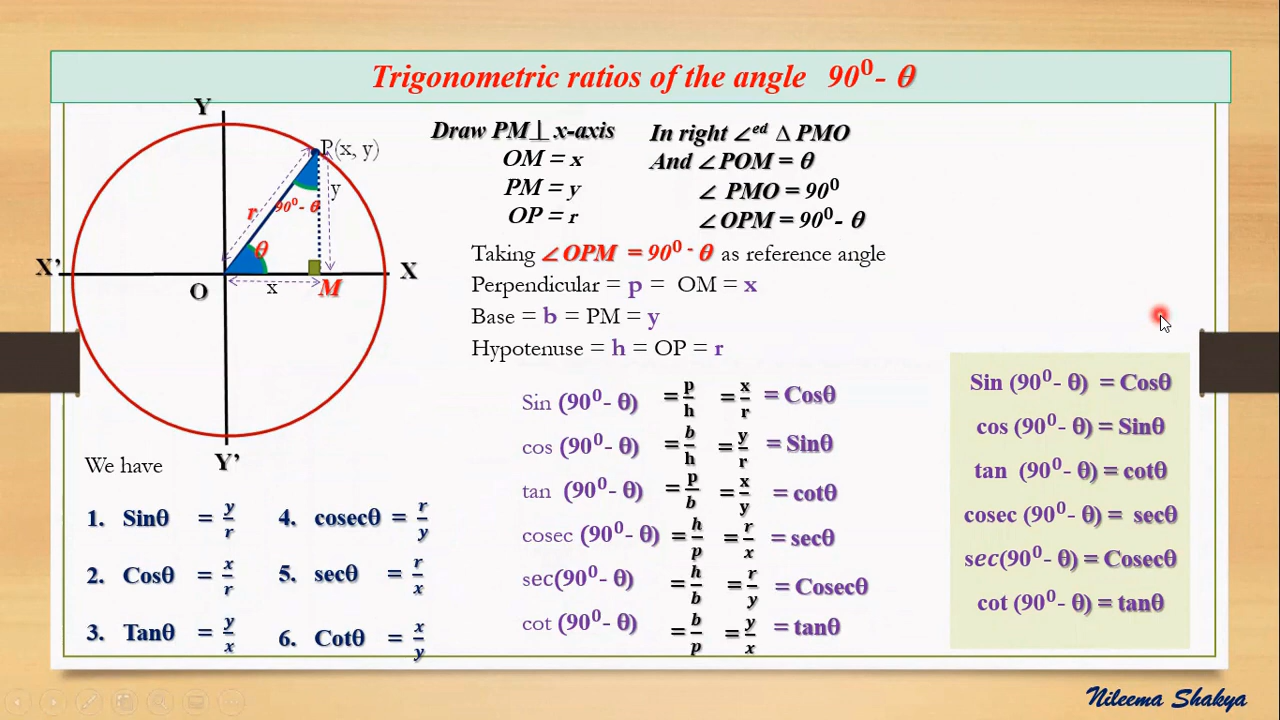 Trigonometric ratios of the angle 90⁰- θ
Y
P(x, y)
y
r
90⁰- θ
θ
X'
X
O
x
M
Y'
Draw PM⊥ x-axis
OM = x
PM = y
OP = r
In right ∠ᵉᵈ Δ PMO
And ∠POM = θ
∠ PMO = 90⁰
∠OPM = 90⁰- θ
Taking ∠OPM = 90⁰ - θ as reference angle
Perpendicular = p = OM = x
Base = b = PM = y
Hypotenuse = h = OP = r
Sin (90⁰- θ) = p/h = x/r = Cosθ
cos (90⁰- θ) = b/h = y/r = Sinθ
tan (90⁰- θ) = p/b = x/y = cotθ
cosec (90⁰- θ) = h/p = r/x = secθ
sec(90⁰- θ) = h/b = r/y = Cosecθ
cot (90⁰- θ) = b/p = y/x = tanθ
We have
1. Sinθ = y/r
2. Cosθ = x/r
3. Tanθ = y/x
4. cosecθ = r/y
5. secθ = r/x
6. Cotθ = x/y
Sin (90⁰- θ) = Cosθ
cos (90⁰- θ) = Sinθ
tan (90⁰- θ) = cotθ
cosec (90⁰- θ) = secθ
sec(90⁰- θ) = Cosecθ
cot (90⁰- θ) = tanθ
Nileema Shakya